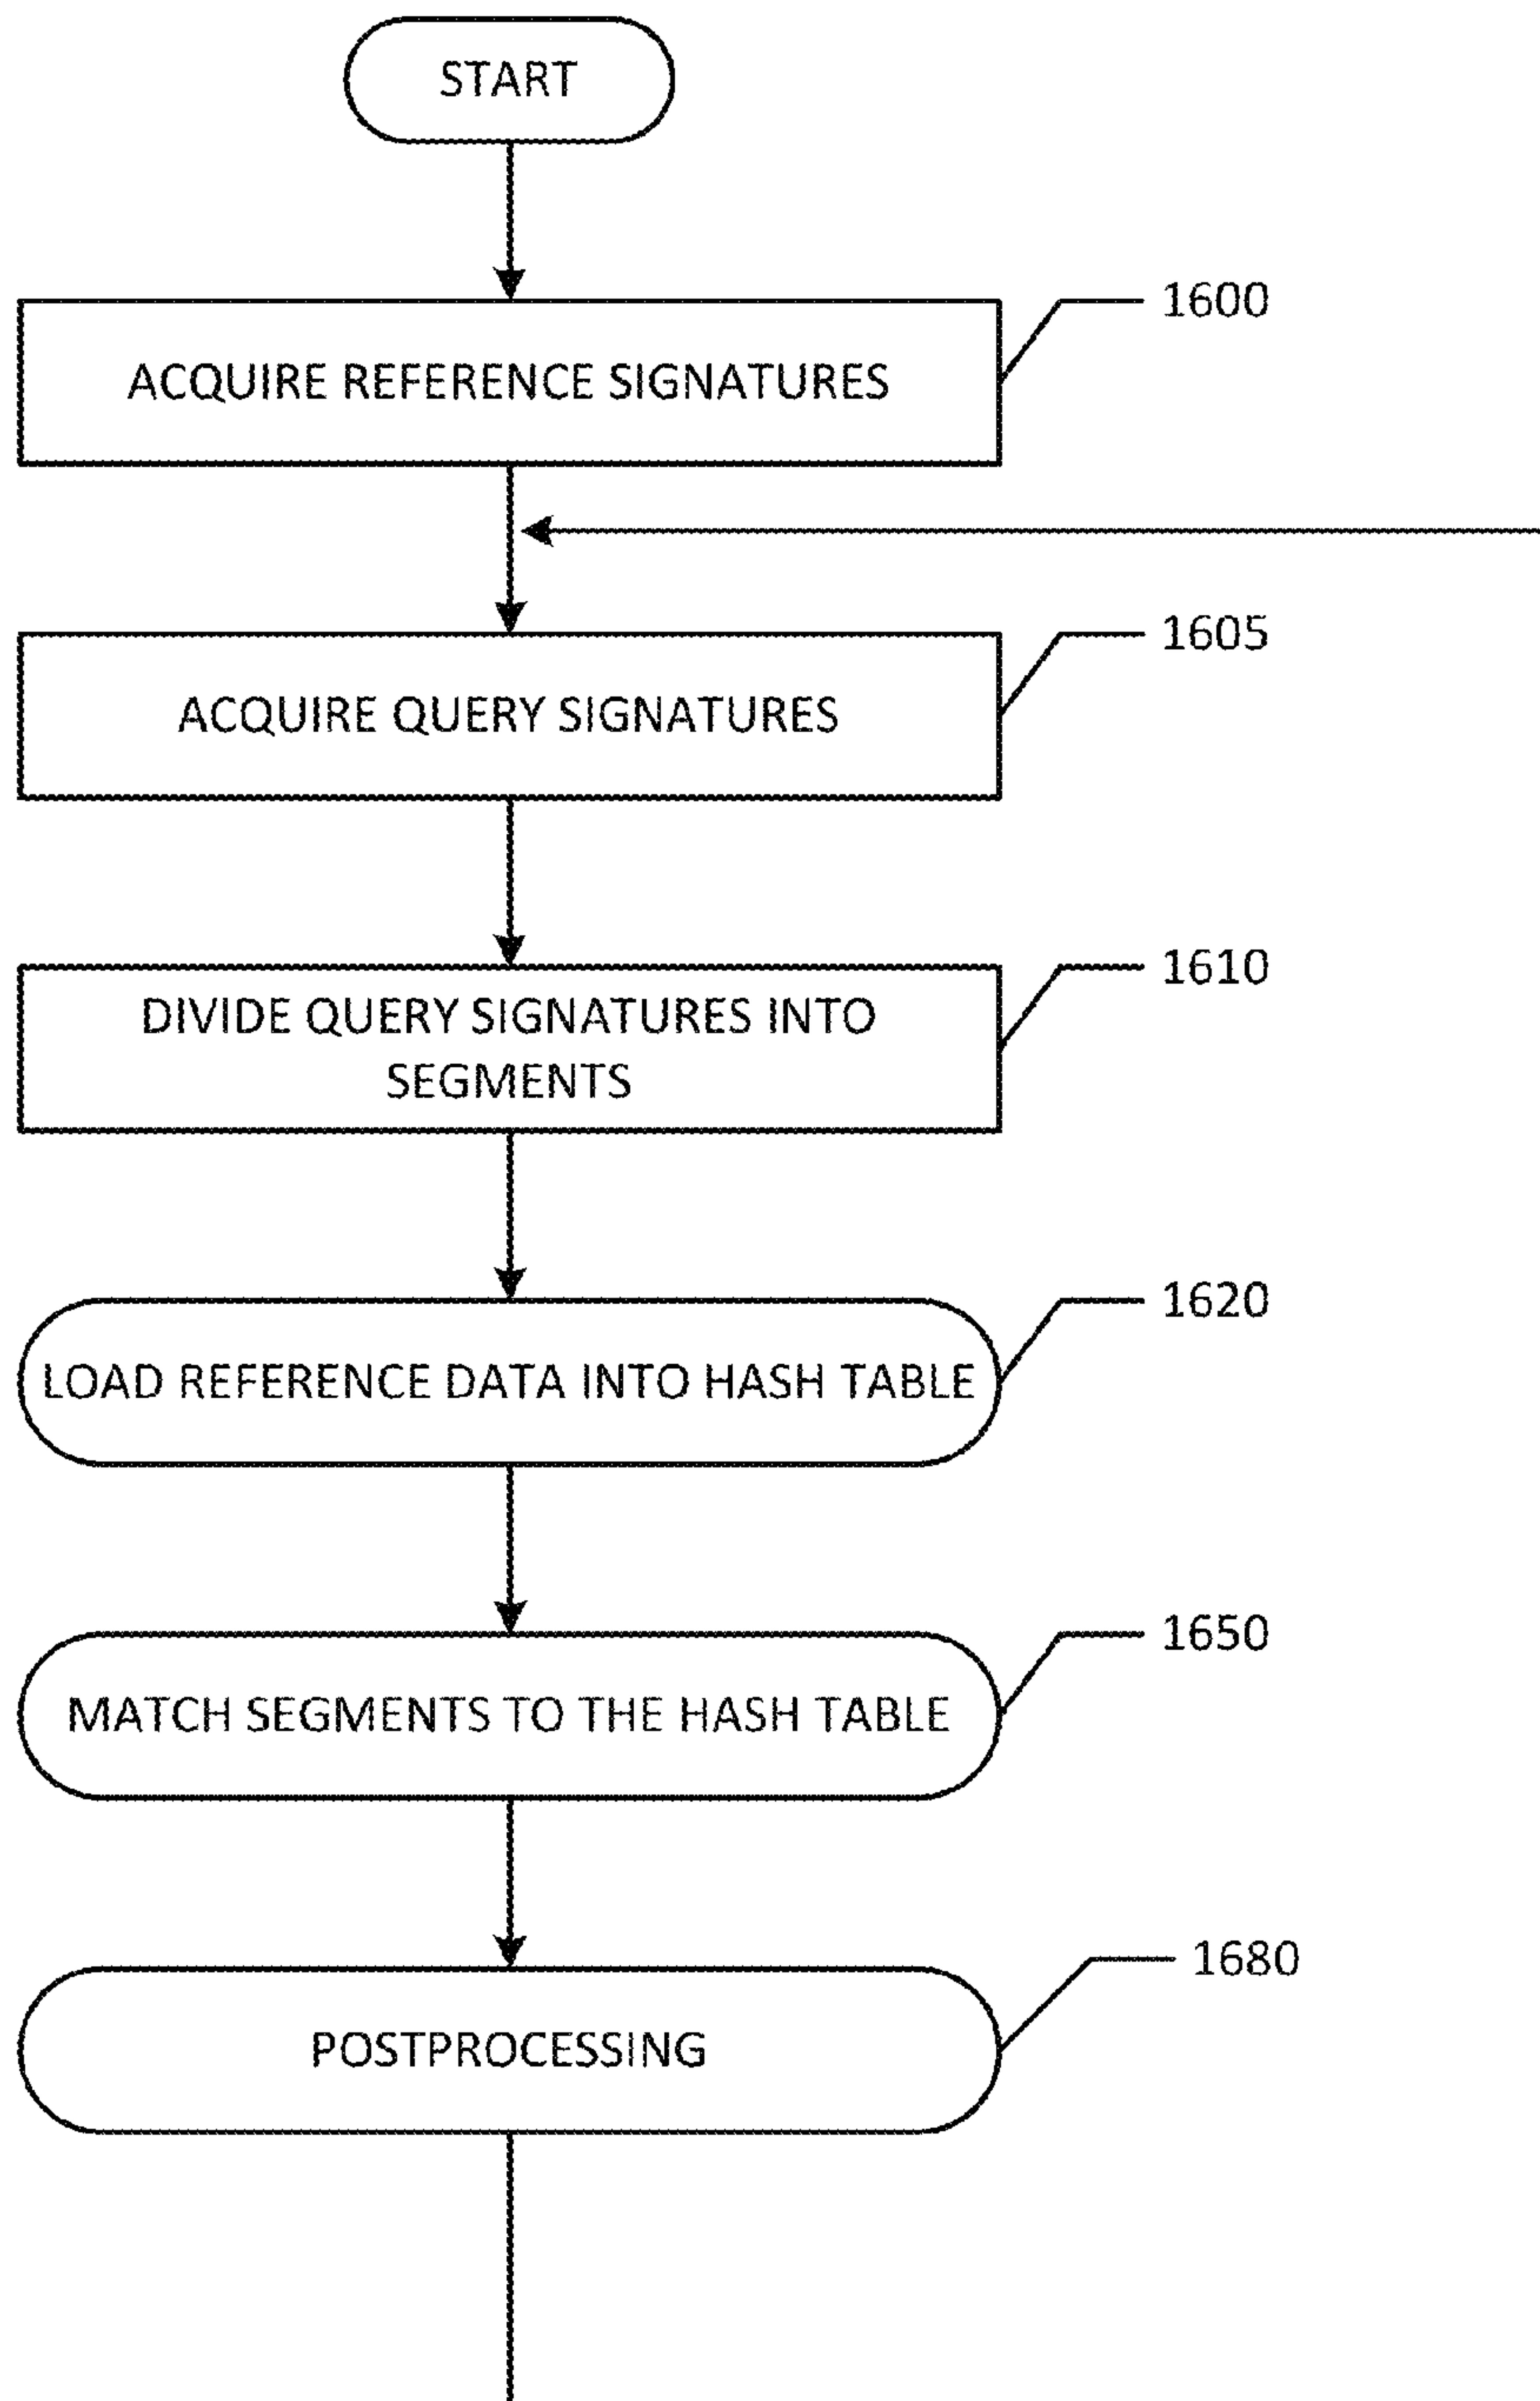 START
1600
ACQUIRE REFERENCE SIGNATURES
1605
ACQUIRE QUERY SIGNATURES
1610
DIVIDE QUERY SIGNATURES INTO
SEGMENTS
1620
LOAD REFERENCE DATA INTO HASH TABLE
1650
MATCH SEGMENTS TO THE HASH TABLE
1680
POSTPROCESSING